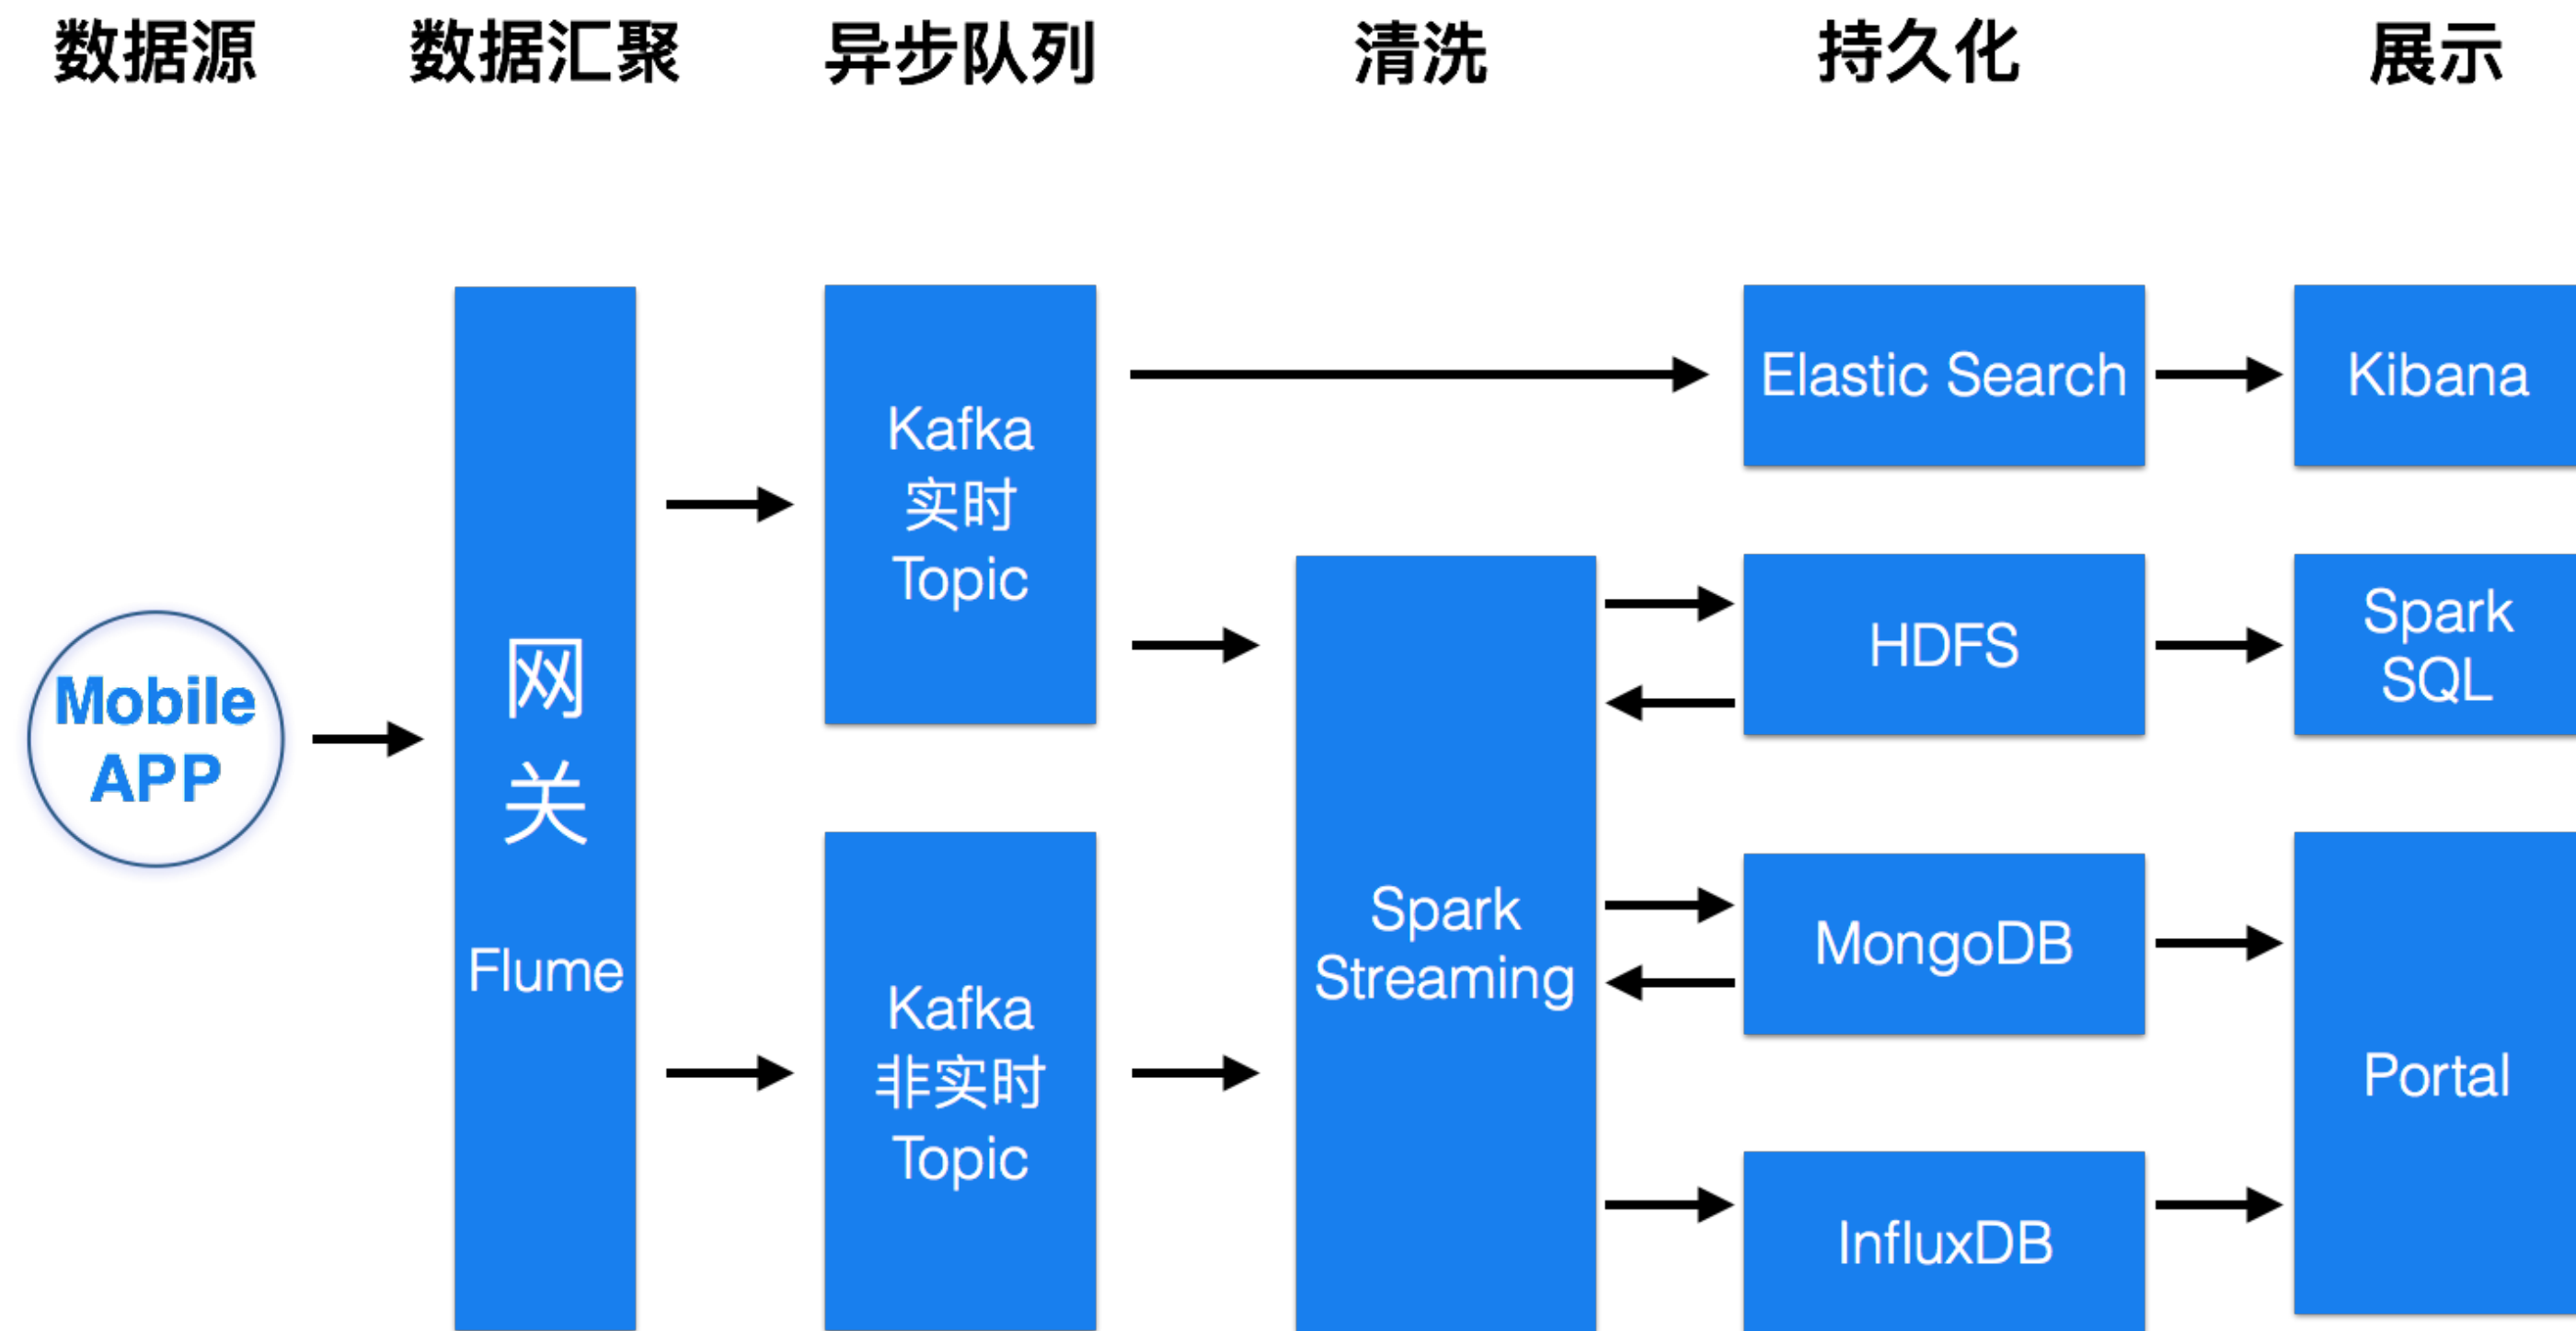 数据源
数据汇聚
异步队列
清洗
持久化
展示
Mobile
APP
网
关
Flume
Kafka
实时
Topic
Kafka
非实时
Topic
Spark
Streaming
Elastic Search
HDFS
MongoDB
InfluxDB
Kibana
Spark
SQL
Portal